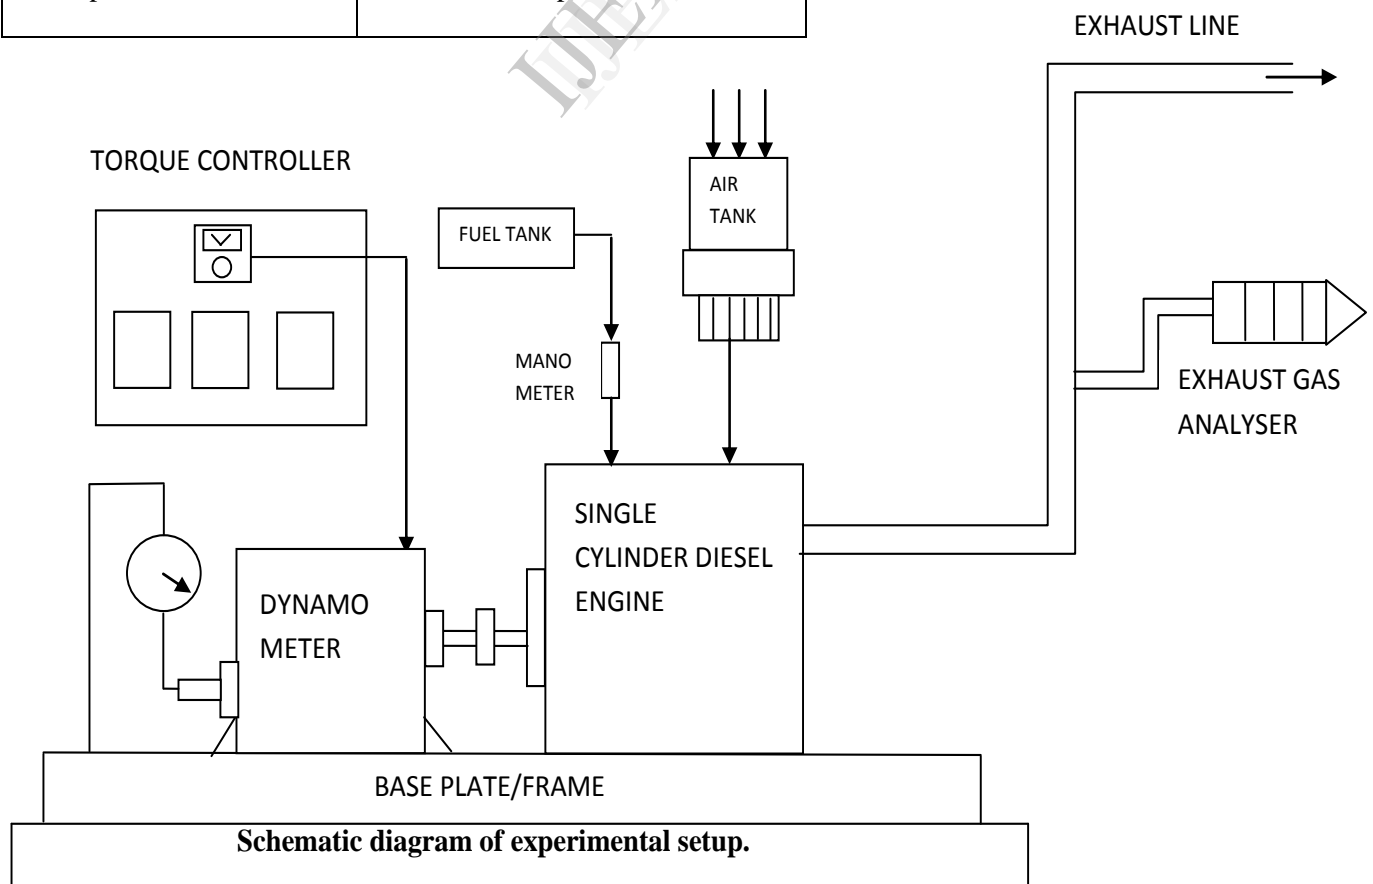 EXHAUST LINE
TORQUE CONTROLLER
AIR
TANK
FUEL TANK
MANO
METER
EXHAUST GAS
ANALYSER
SINGLE
CYLINDER DIESEL
ENGINE
DYNAMO
METER
BASE PLATE/FRAME
Schematic diagram of experimental setup.